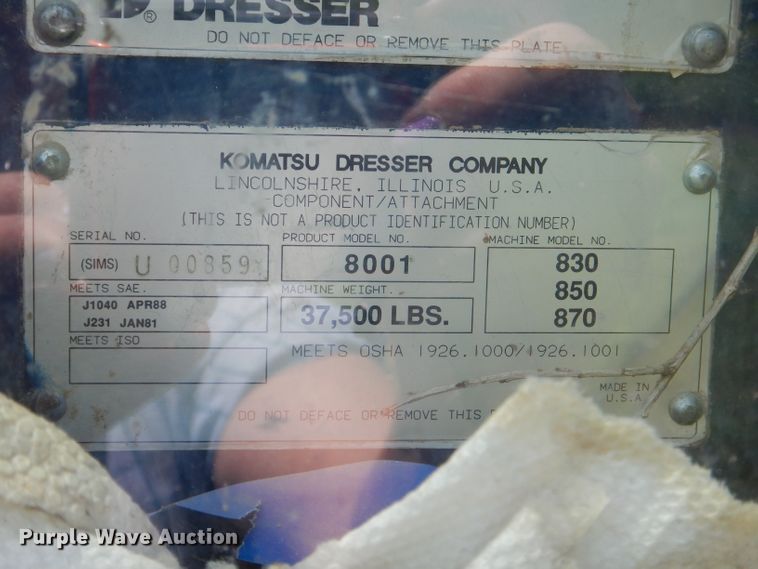 ® DRESSER
DO NOT DEFACE OR REMOVE THIS PLATE
KOMATSU DRESSER COMPANY
LINCOLNSHIRE, ILLINOIS U.S.A.
COMPONENT/ATTACHMENT
(THIS IS NOT A PRODUCT IDENTIFICATION NUMBER)
SERIAL NO. PRODUCT MODEL NO. MACHINE MODEL NO.
(SIMS) U 00859 8001 830
850
MEETS SAE. MACHINE WEIGHT.
J1040 APR88 37,500 LBS. 870
J231 JAN81
MEETS ISO MEETS OSHA 1926.1000/1926.1001
MADE IN
U.S.A.
DO NOT DEFACE OR REMOVE THIS
Purple Wave Auction